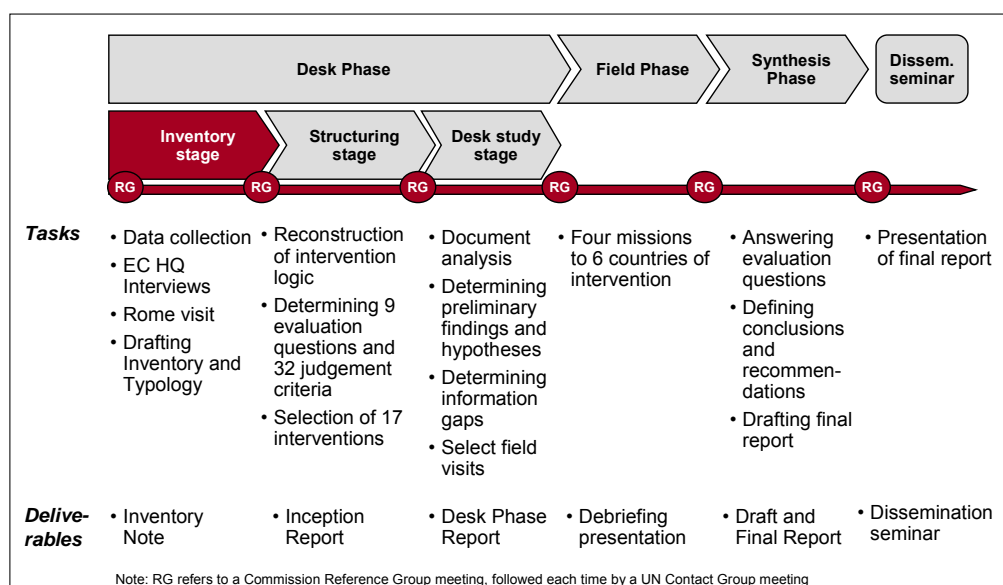 Desk Phase
Field Phase
Synthesis
Phase
Dissem.
seminar
Inventory
stage
Structuring
stage
Desk study
stage
RG
RG
RG
RG
RG
RG
Tasks
• Data collection
• EC HQ
Interviews
• Rome visit
• Drafting
Inventory and
Typology
• Reconstruction
of intervention
logic
• Determining 9
evaluation
questions and
32 judgement
criteria
• Selection of 17
interventions
• Document
analysis
• Determining
preliminary
findings and
hypotheses
• Determining
information
gaps
• Select field
visits
• Four missions
to 6 countries of
intervention
• Answering
evaluation
questions
• Defining
conclusions
and
recommen-
dations
• Drafting final
report
• Presentation
of final report
Delive-
rables
• Inventory
Note
• Inception
Report
• Desk Phase
Report
• Debriefing
presentation
• Draft and
Final Report
• Dissemination
seminar
Note: RG refers to a Commission Reference Group meeting, followed each time by a UN Contact Group meeting